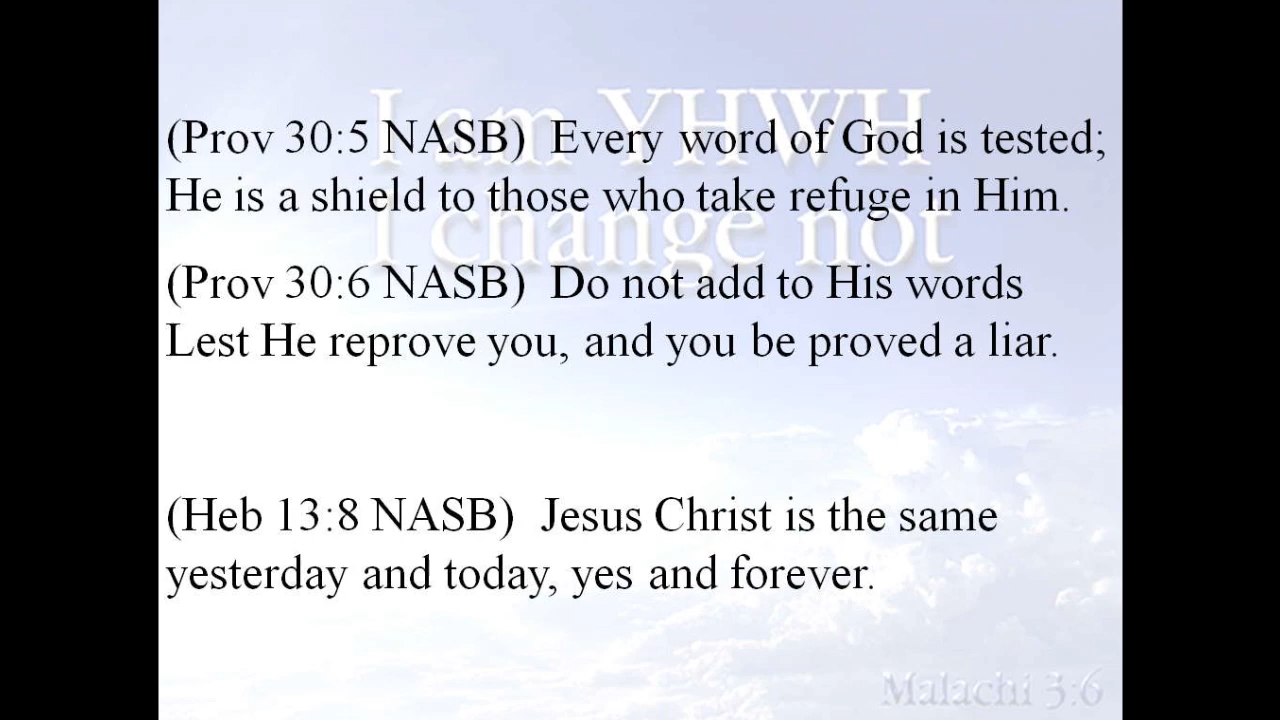 I am YHWH
I change not
(Prov 30:5 NASB)  Every word of God is tested;
He is a shield to those who take refuge in Him.
(Prov 30:6 NASB)  Do not add to His words
Lest He reprove you, and you be proved a liar.
(Heb 13:8 NASB)  Jesus Christ is the same
yesterday and today, yes and forever.
Malachi 3:6